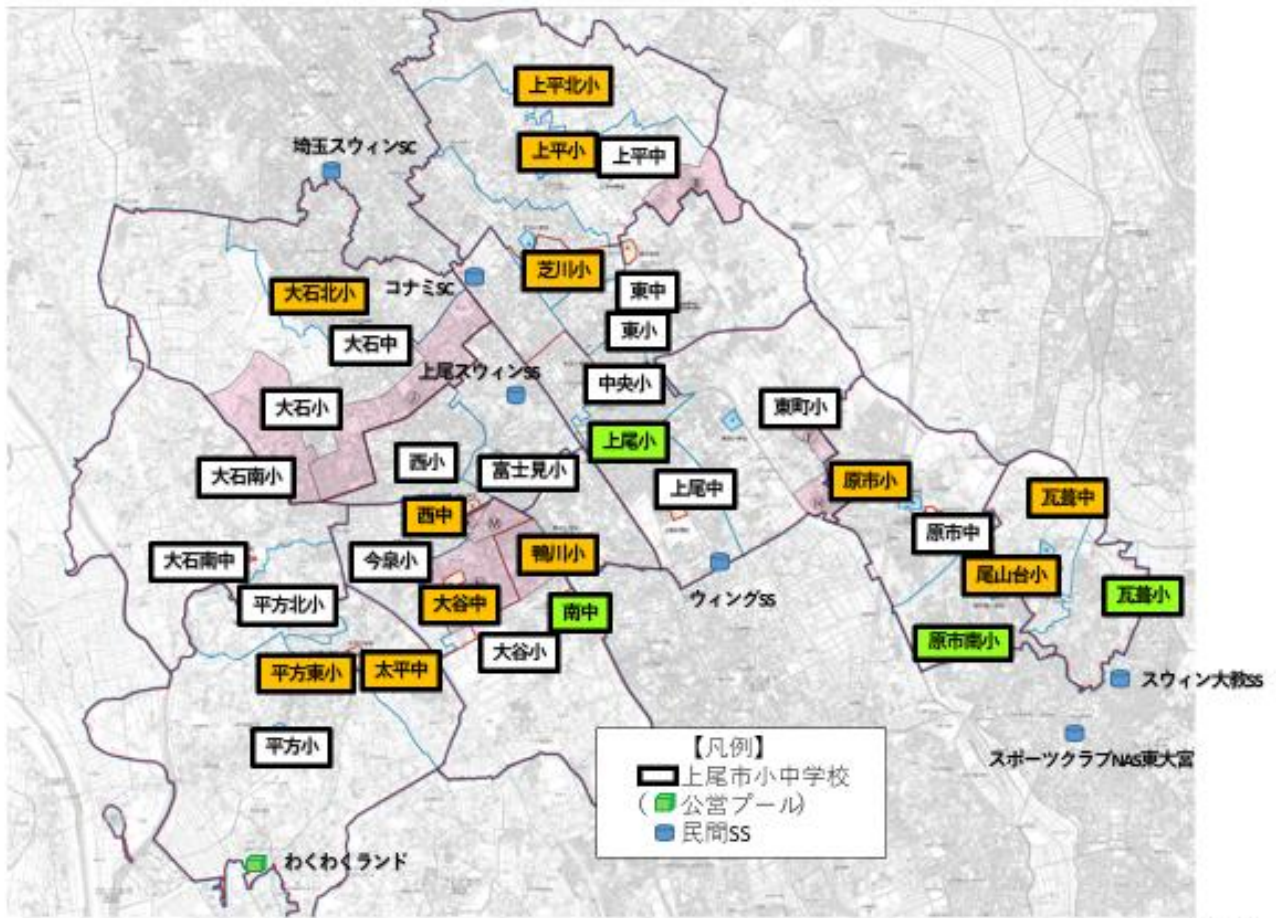 上平北小
上平小
上平中
埼玉スウィンSC
芝川小
コナミSC
大石北小
東中
東小
大石中
上尾スウィンSS
中央小
大石小
東町小
上尾小
西小
富士見小
大石南小
上尾中
原市小
瓦葺中
西中
原市中
大石南中
今泉小
鴨川小
尾山台小
平方北小
大谷中
南中
ウィングSS
瓦葺小
大谷小
原市南小
平方東小
太平中
スウィン大教SS
平方小
スポーツクラブNAS東大宮
【凡例】
上尾市小中学校
(公営プール)
民間SS
わくわくランド